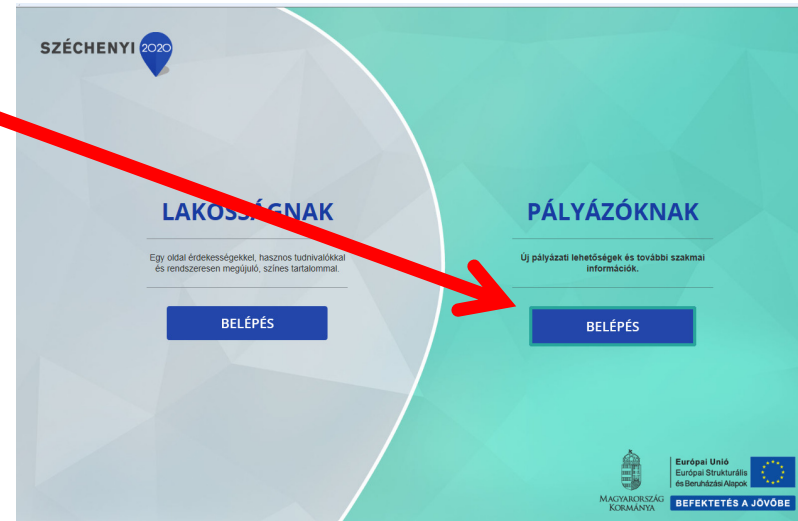 SZÉCHENYI 2020
LAKOSSÁGNAK
Egy oldal érdekességekkel, hasznos tudnivalókkal
és rendszeresen megújuló, színes tartalommal.
BELÉPÉS
PÁLYÁZÓKNAK
Új pályázati lehetőségek és további szakmai
információk.
BELÉPÉS
MAGYARORSZÁG
KORMÁNYA
Európai Unió
Európai Strukturális
és Beruházási Alapok
BEFEKTETÉS A JÖVŐBE